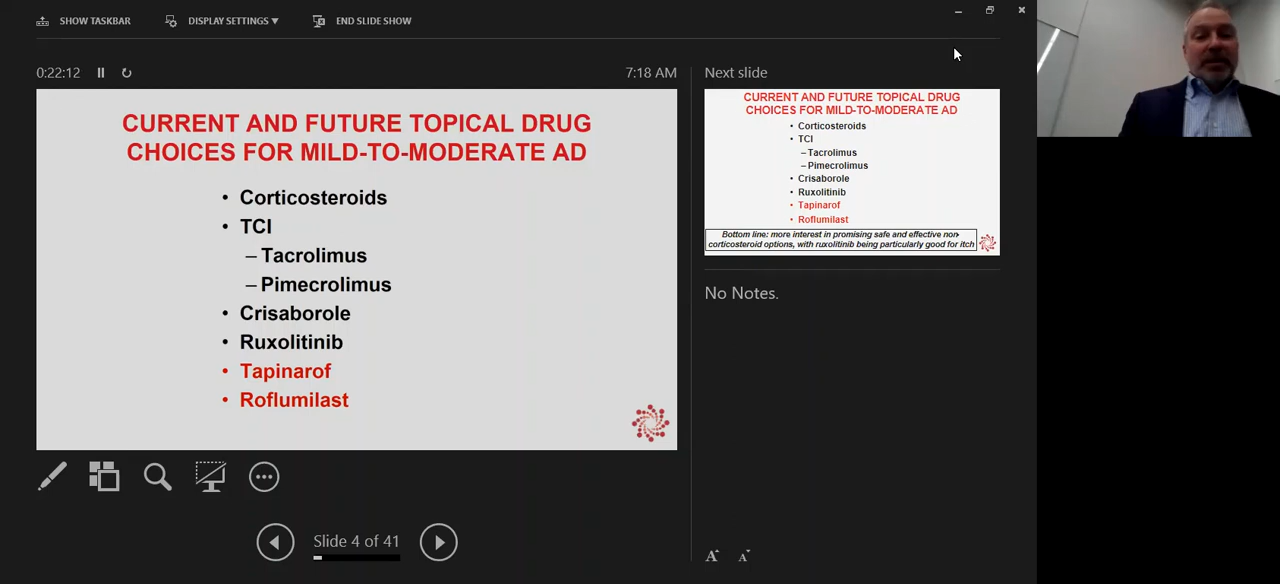 SHOW TASKBAR
DISPLAY SETTINGS ▼
END SLIDE SHOW
0:22:12
7:18 AM
CURRENT AND FUTURE TOPICAL DRUG
CHOICES FOR MILD-TO-MODERATE AD
• Corticosteroids
• TCI
– Tacrolimus
– Pimecrolimus
• Crisaborole
• Ruxolitinib
• Tapinarof
• Roflumilast
Slide 4 of 41
Next slide
CURRENT AND FUTURE TOPICAL DRUG
CHOICES FOR MILD-TO-MODERATE AD
• Corticosteroids
• TCI
– Tacrolimus
– Pimecrolimus
• Crisaborole
• Ruxolitinib
• Tapinarof
• Roflumilast
Bottom line: more interest in promising safe and effective non-
corticosteroid options, with ruxolitinib being particularly good for itch
No Notes.
A A